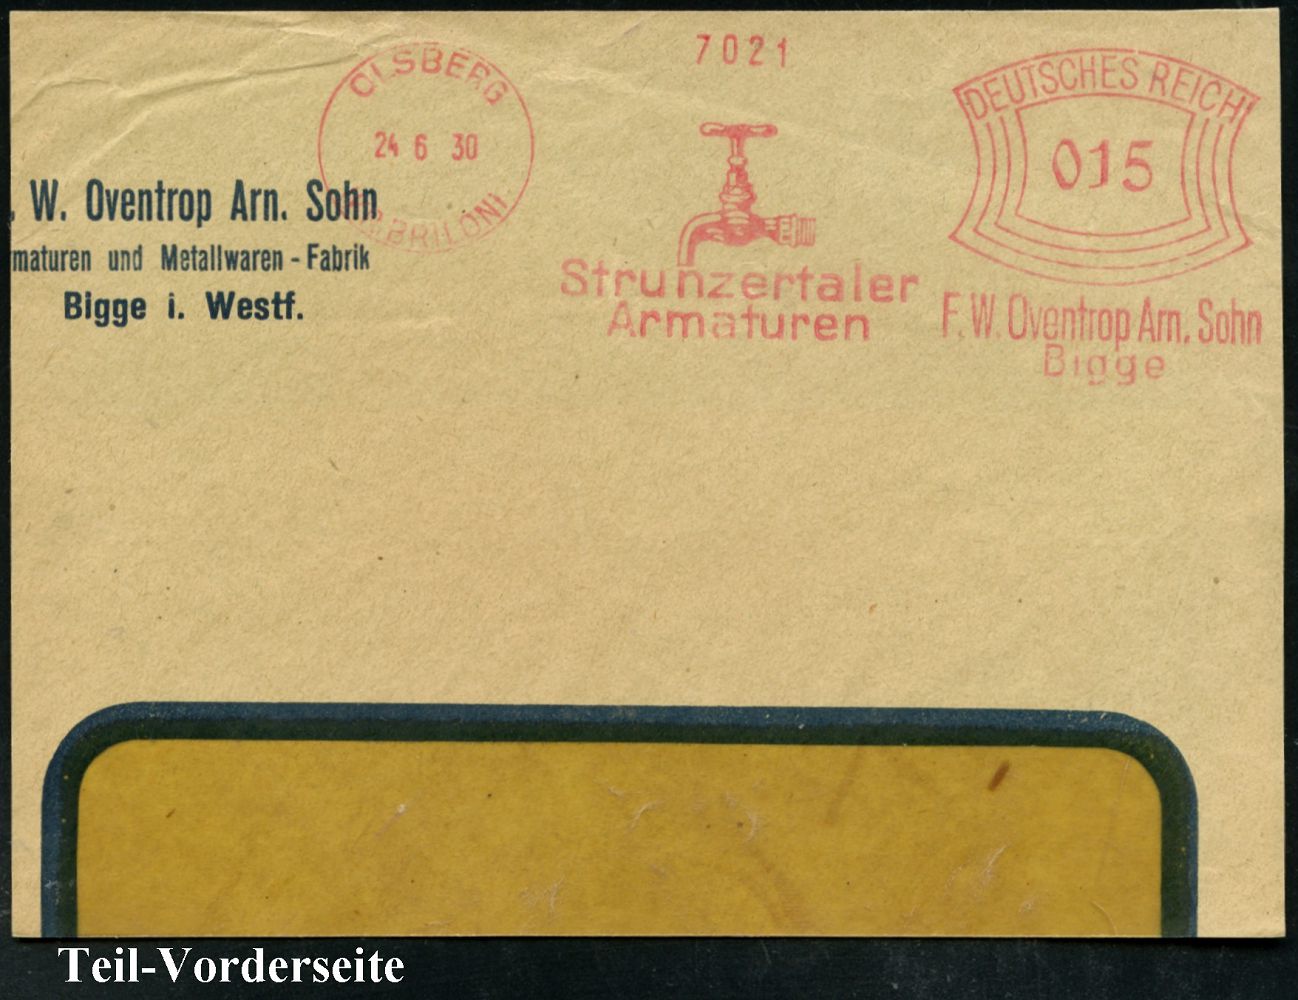 7021
OLSBERG
24 6 30
(KR.BRILON)
DEUTSCHES REICH
015
. W. Oventrop Arn. Sohn
maturen und Metallwaren - Fabrik
Bigge i. Westf.
Strunzertaler
Armaturen
F. W. Oventrop Arn. Sohn
Bigge
Teil-Vorderseite